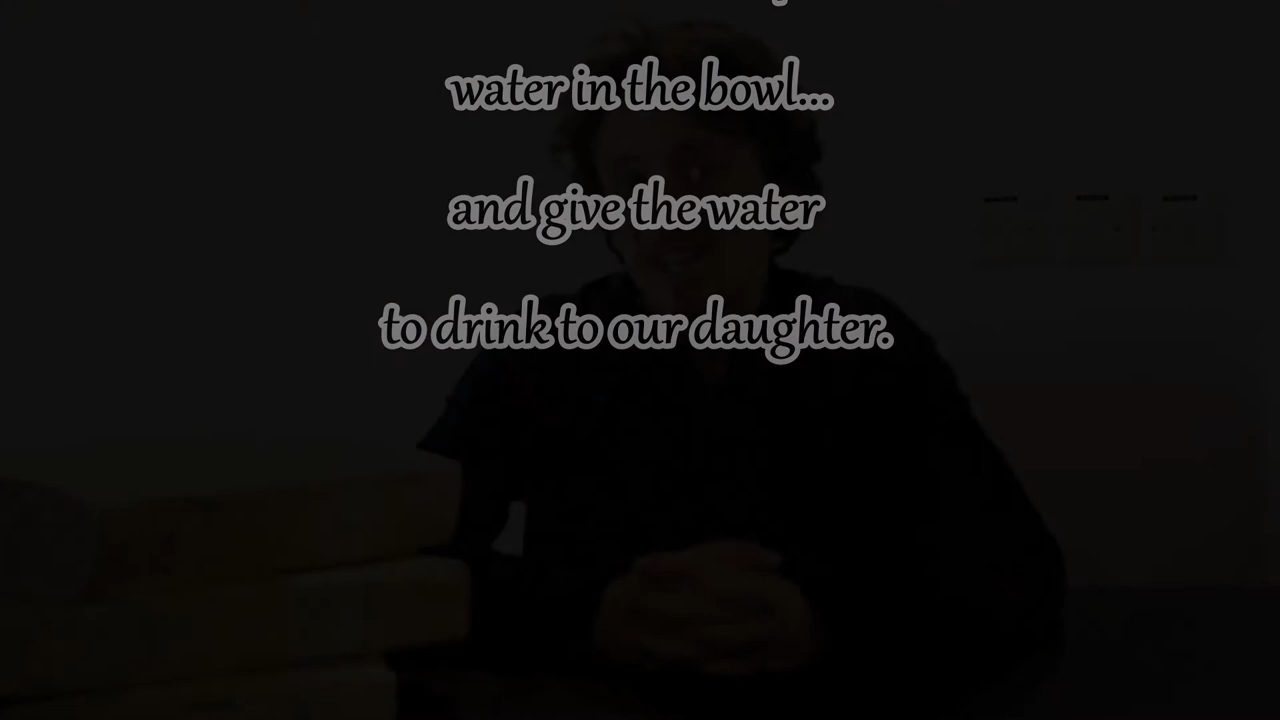 water in the bowl...
and give the water
to drink to our daughter.